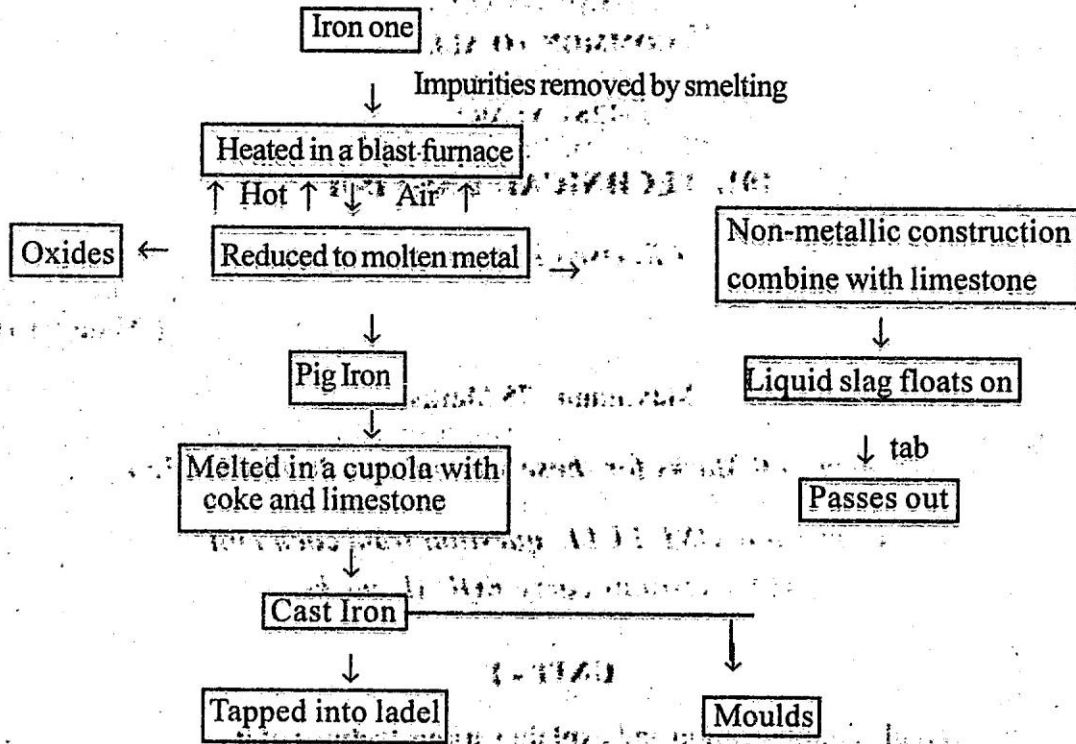 Iron one
Impurities removed by smelting
Heated in a blast furnace
↑ Hot ↑ ↓ Air ↑
Oxides ←
Reduced to molten metal →
Non-metallic construction
combine with limestone
Pig Iron
Liquid slag floats on
Melted in a cupola with
coke and limestone
tab
Passes out
Cast Iron
Tapped into ladel
Moulds